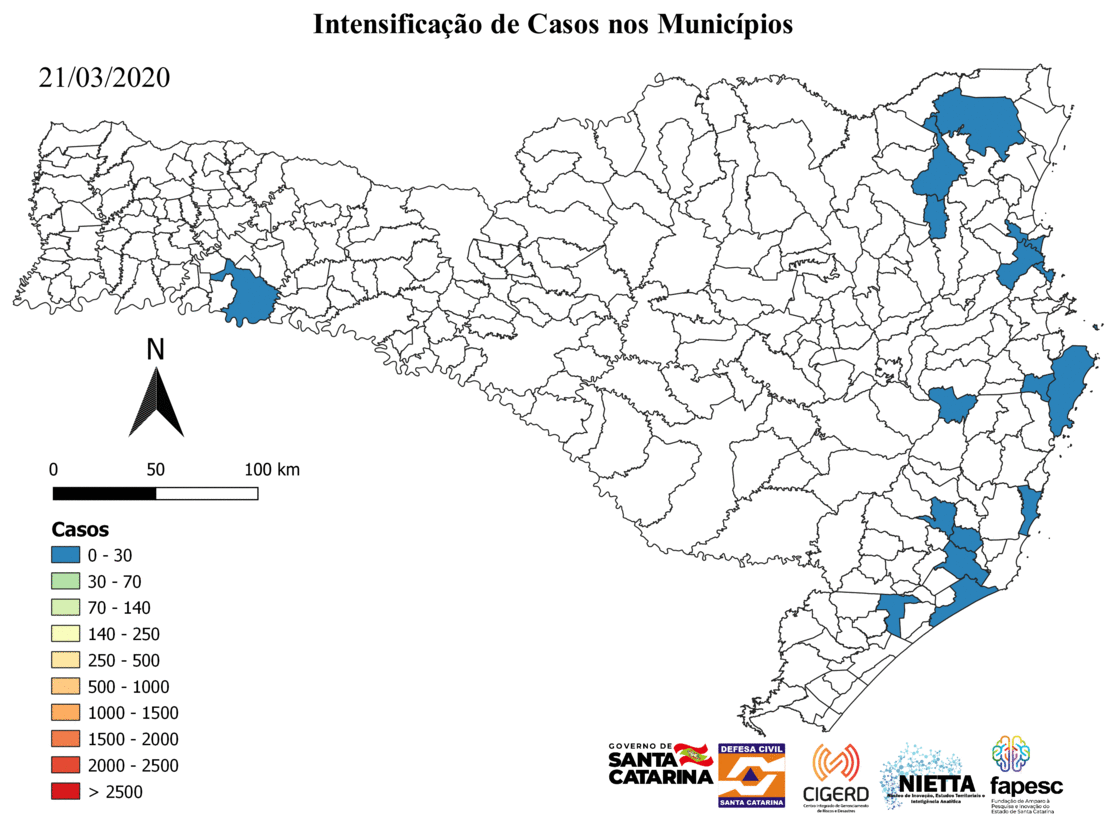 Intensificação de Casos nos Municípios
21/03/2020
N
0 50 100 km
Casos
0 - 30
30 - 70
70 - 140
140 - 250
250 - 500
500 - 1000
1000 - 1500
1500 - 2000
2000 - 2500
> 2500
GOVERNO DE
SANTA
CATARINA
DEFESA CIVIL
SANTA CATARINA
CIGERD
Centro Integrado de Gerenciamento
de Riscos e Desastres
NIETTA
Núcleo de Inovação, Estudos Territoriais e
Inteligência Analítica
fapesc
Fundação de Amparo à
Pesquisa e Inovação do
Estado de Santa Catarina